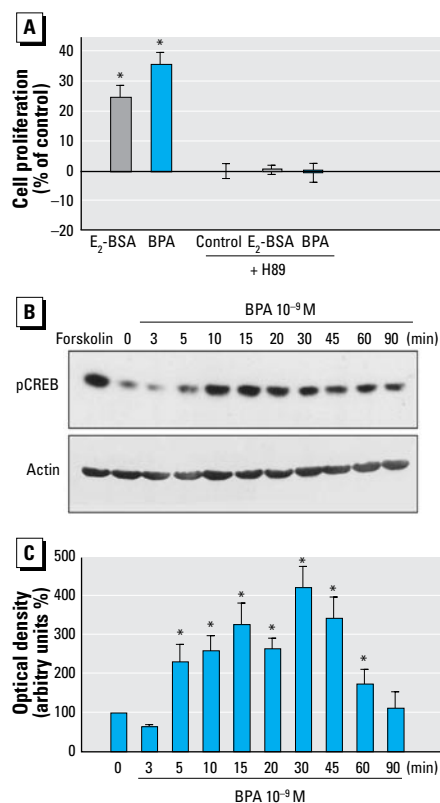 A
Cell proliferation
(% of control)
40
30
20
10
0
–10
–20
*
*
E₂-BSA BPA Control E₂-BSA BPA
+ H89
B
BPA 10⁻⁹ M
Forskolin 0 3 5 10 15 20 30 45 60 90 (min)
pCREB
Actin
C
Optical density
(arbitry units %)
500
400
300
200
100
0
* * * * * * *
0 3 5 10 15 20 30 45 60 90 (min)
BPA 10⁻⁹ M